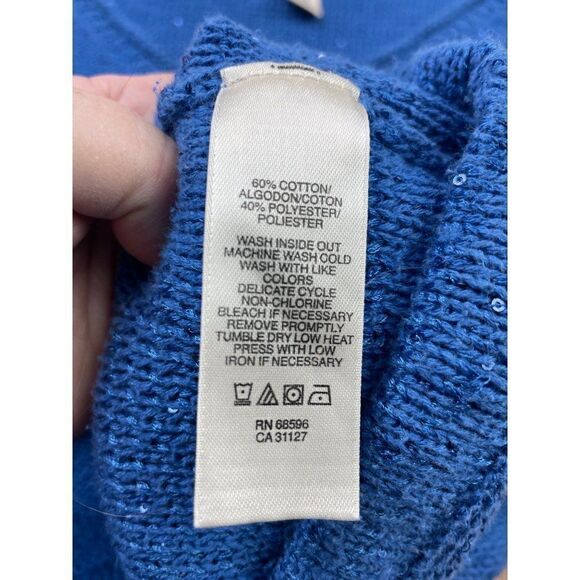 60% COTTON/
ALGODON/COTON
40% POLYESTER/
POLIESTER
WASH INSIDE OUT
MACHINE WASH COLD
WASH WITH LIKE
COLORS
DELICATE CYCLE
NON-CHLORINE
BLEACH IF NECESSARY
REMOVE PROMPTLY
TUMBLE DRY LOW HEAT
PRESS WITH LOW
IRON IF NECESSARY
RN 68596
CA 31127